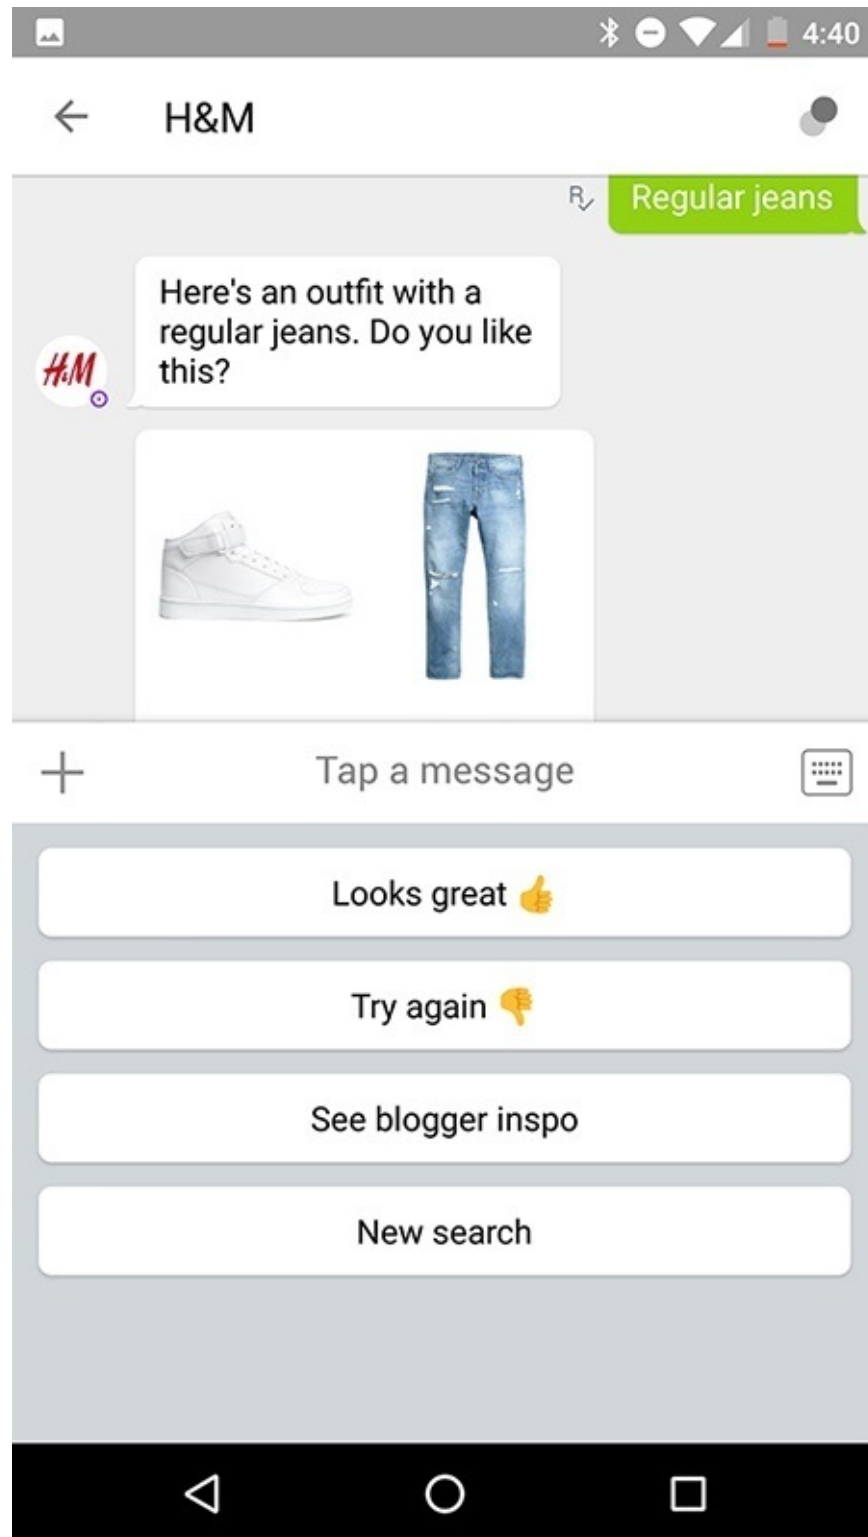 4:40
H&M
R
Regular jeans
Here's an outfit with a
regular jeans. Do you like
this?
H&M
Tap a message
Looks great 👍
Try again 👎
See blogger inspo
New search